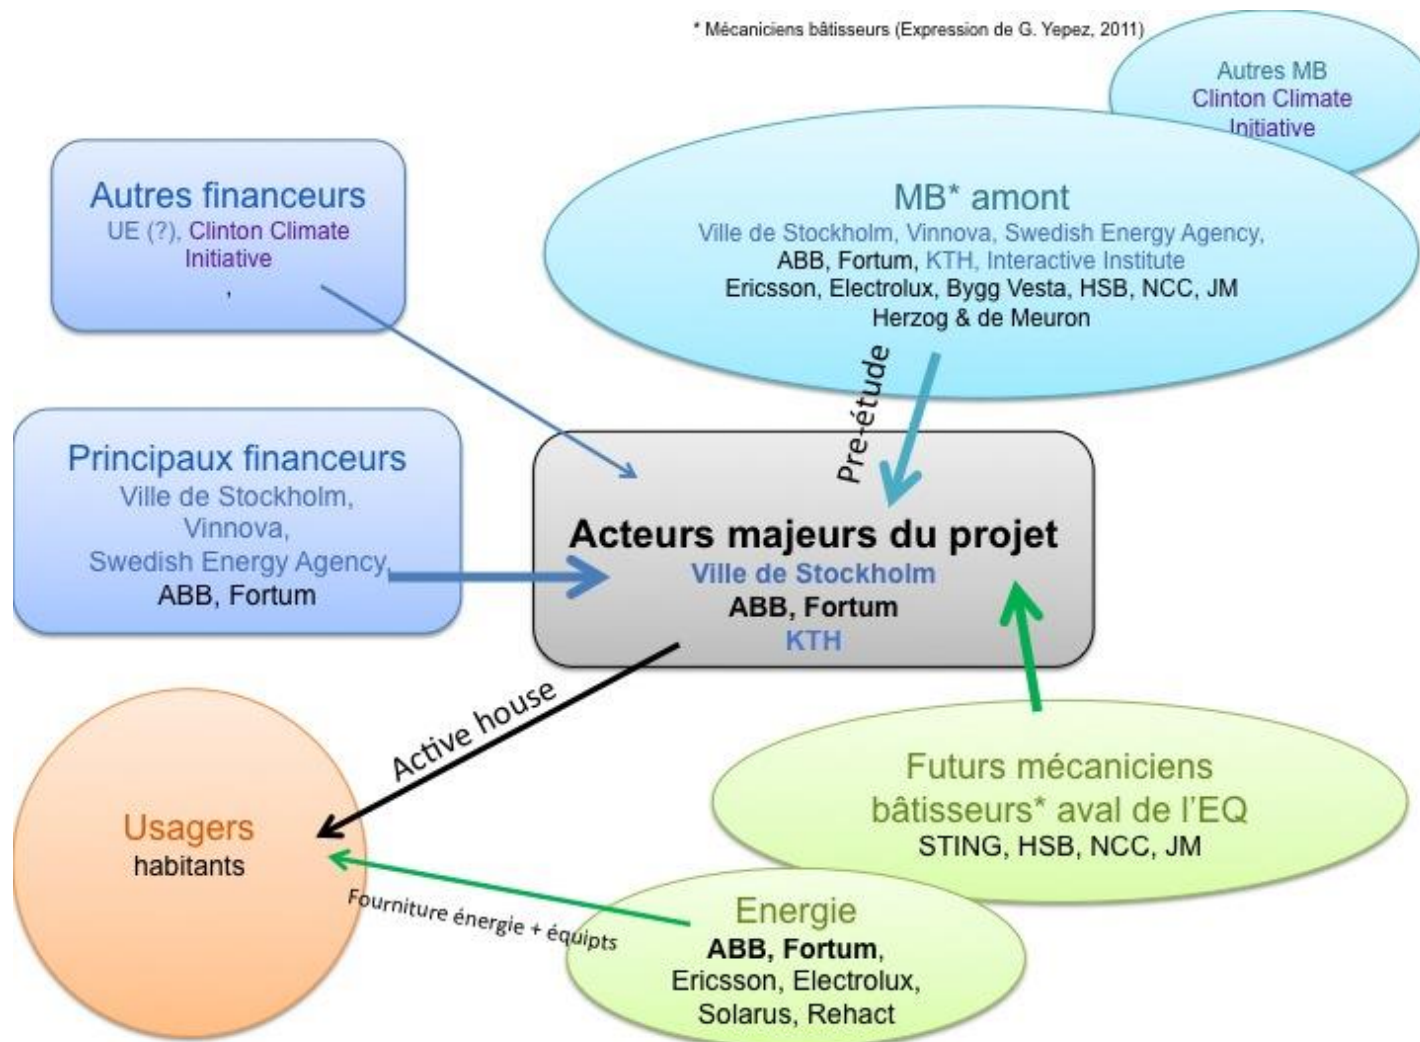 * Mécaniciens bâtisseurs (Expression de G. Yepez, 2011)
Autres MB
Clinton Climate
Initiative
Autres financeurs
UE (?), Clinton Climate
Initiative
,
MB* amont
Ville de Stockholm, Vinnova, Swedish Energy Agency,
ABB, Fortum, KTH, Interactive Institute
Ericsson, Electrolux, Bygg Vesta, HSB, NCC, JM
Herzog & de Meuron
Pre-étude
Principaux financeurs
Ville de Stockholm,
Vinnova,
Swedish Energy Agency,
ABB, Fortum
Acteurs majeurs du projet
Ville de Stockholm
ABB, Fortum
KTH
Active house
Usagers
habitants
Fourniture énergie + équipts
Futurs mécaniciens
bâtisseurs* aval de l’EQ
STING, HSB, NCC, JM
Energie
ABB, Fortum,
Ericsson, Electrolux,
Solarus, Rehact